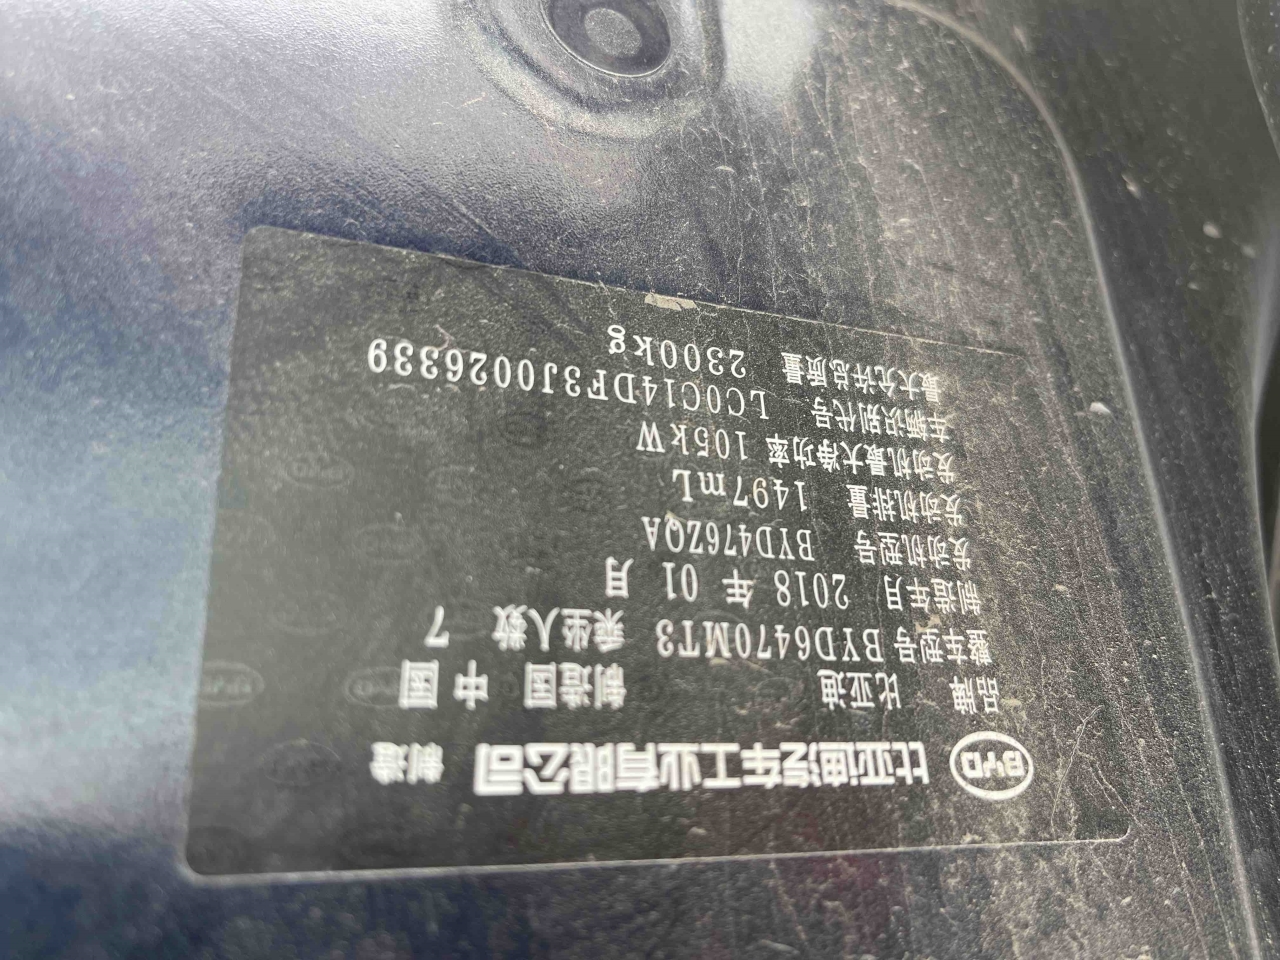 BYD 比亚迪汽车工业有限公司 制造
品牌 比亚迪 制造国 中国
整车型号 BYD6470MT3 乘坐人数 7
制造年月 2018 年 01 月
发动机型号 BYD476ZQA
发动机排量 1497mL
发动机最大净功率 105kW
车辆识别代号 LC0C14DF3J0026339
最大允许总质量 2300kg